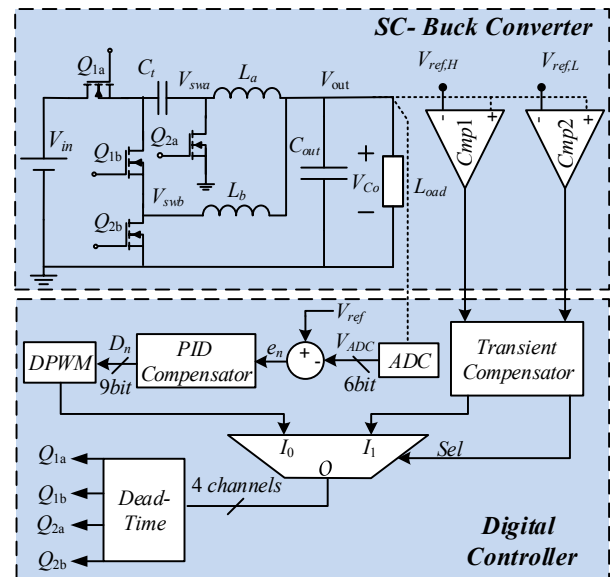 SC- Buck Converter
Q1a
Ct
Vswa
La
Vout
Vref,H
Vref,L
- +
- +
Cmp1
Cmp2
Vin
Q1b
Q2a
Cout
+
VCo
-
Load
Vswb
Lb
Q2b
Vref
DPWM
Dn
9bit
PID
Compensator
en
+
-
VADC
6bit
ADC
Transient
Compensator
I0
I1
Sel
O
4 channels
Q1a
Q1b
Q2a
Q2b
Dead-
Time
Digital
Controller